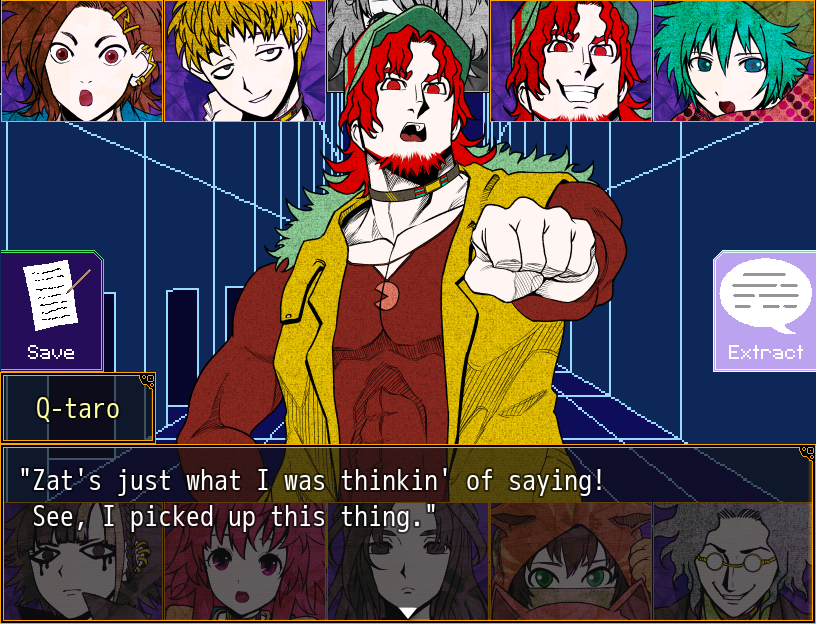 Save
Extract
Q-taro
"Zat's just what I was thinkin' of saying!
See, I picked up this thing."